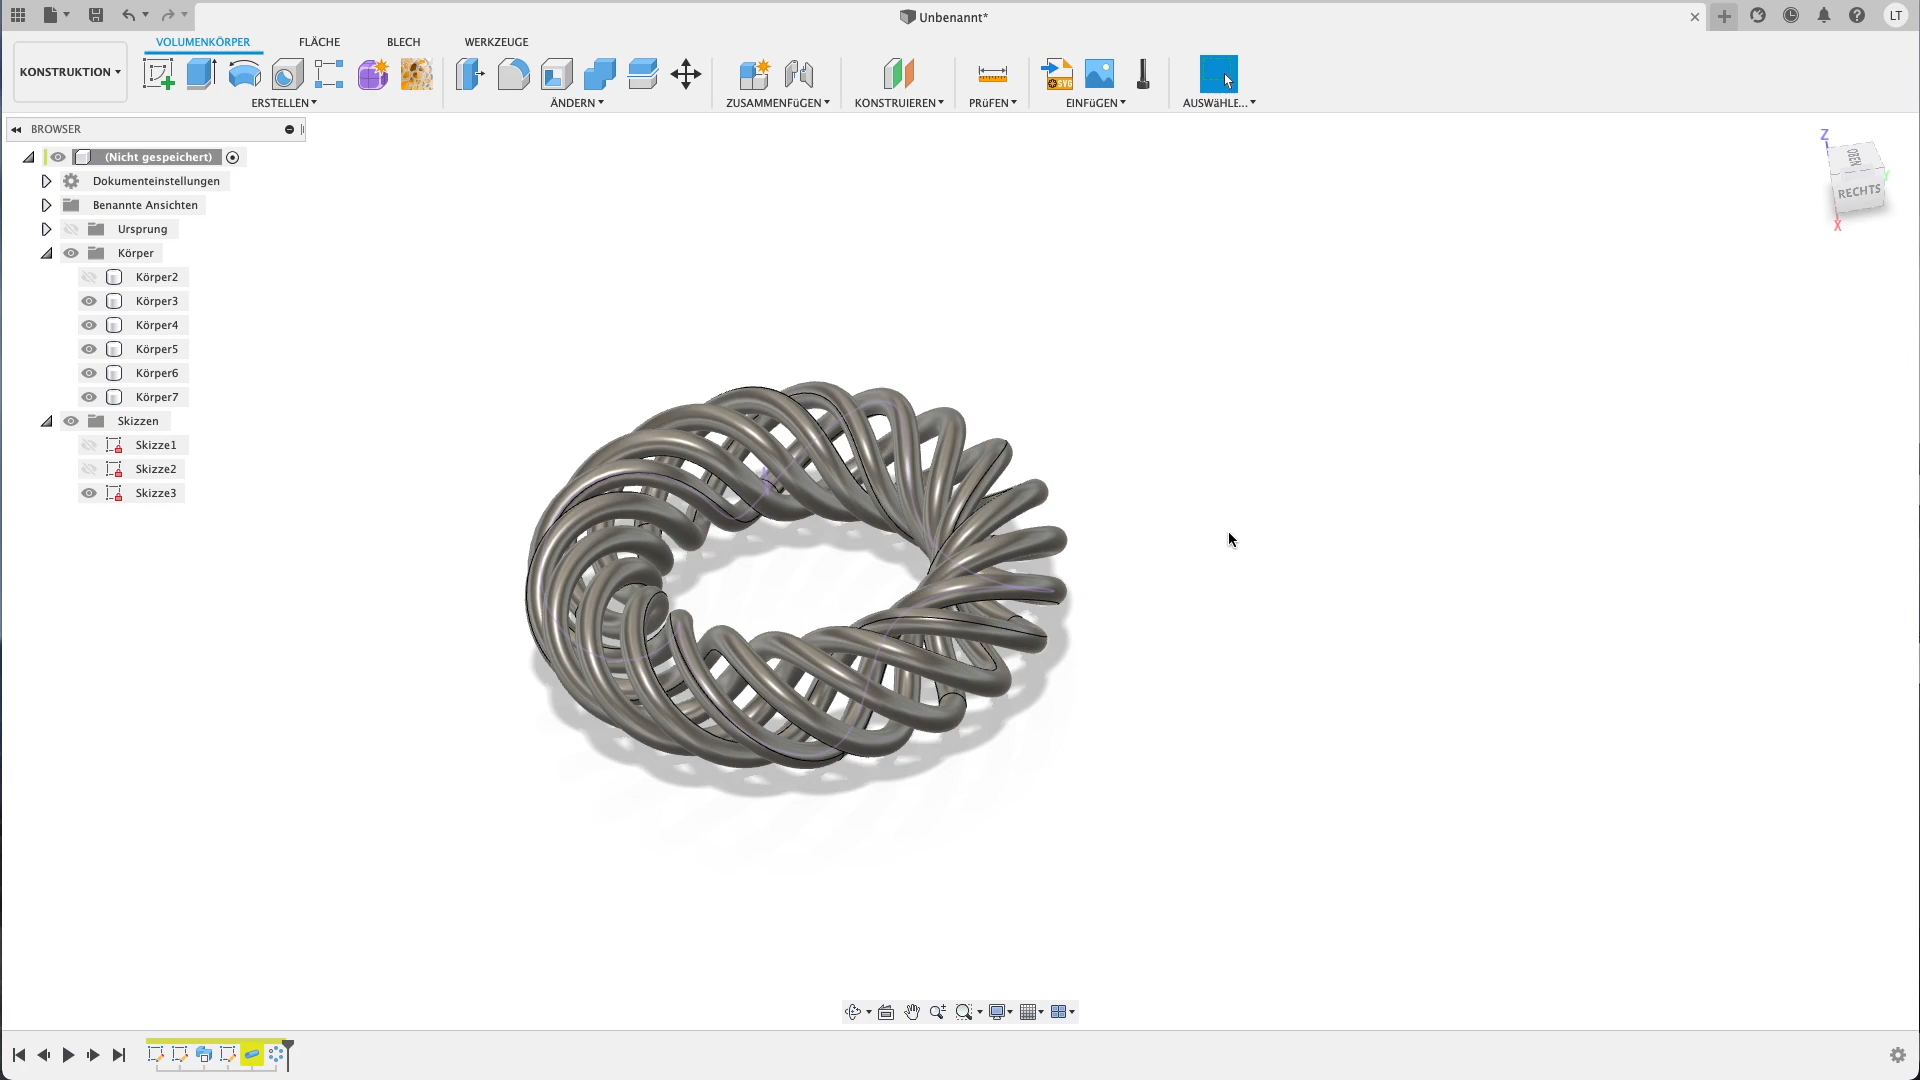 Unbenannt*
LT
KONSTRUKTION
VOLUMENKÖRPER
FLÄCHE
BLECH
WERKZEUGE
ERSTELLEN
ÄNDERN
ZUSAMMENFüGEN
KONSTRUIEREN
PRüFEN
EINFüGEN
AUSWäHLE...
SVG
BROWSER
(Nicht gespeichert)
Dokumenteinstellungen
Benannte Ansichten
Ursprung
Körper
Körper2
Körper3
Körper4
Körper5
Körper6
Körper7
Skizzen
Skizze1
Skizze2
Skizze3
Z
OBEN
RECHTS
Y
X